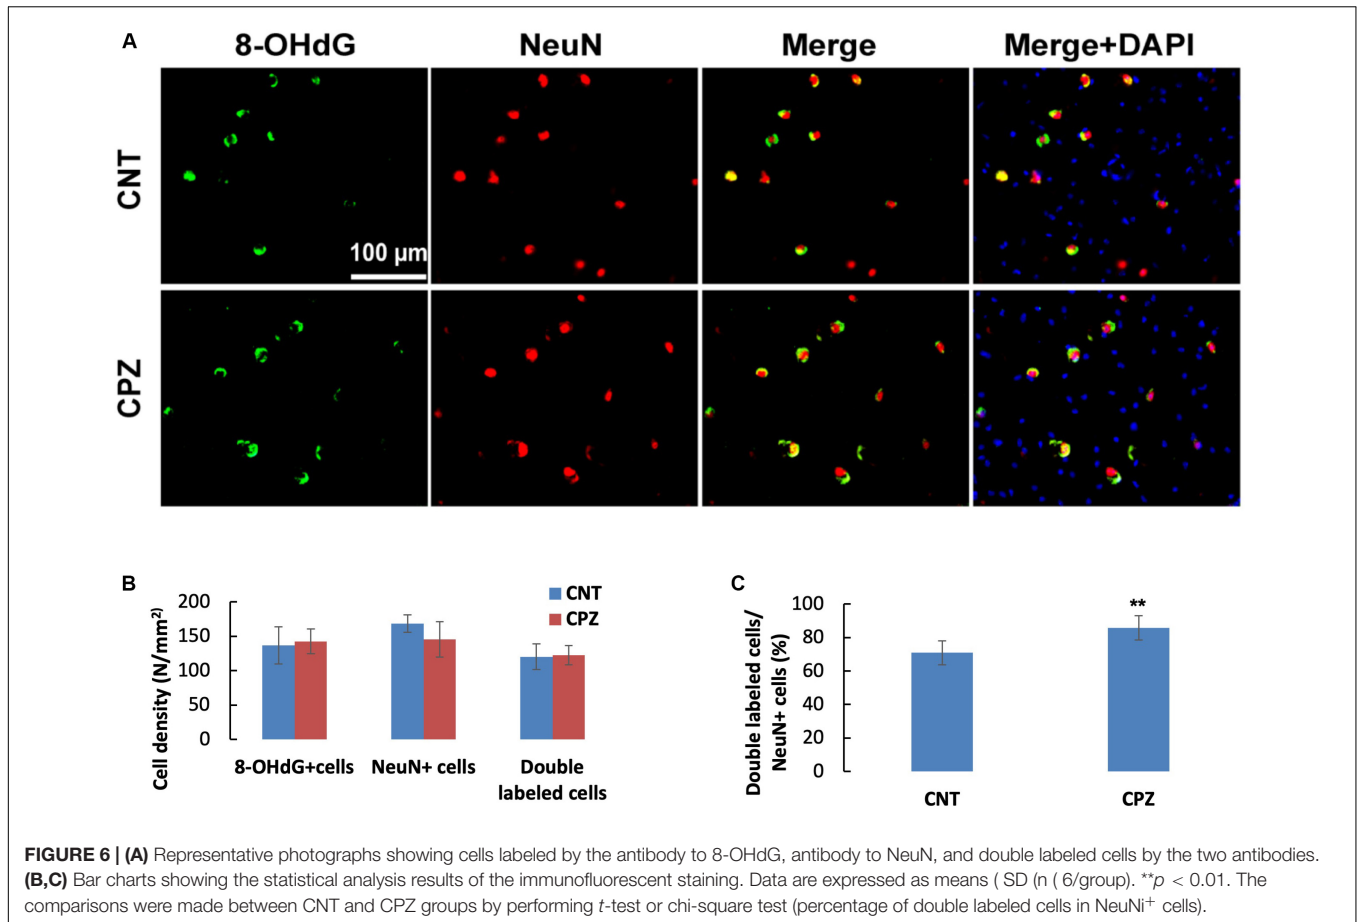 A
8-OHdG NeuN Merge Merge+DAPI
CNT
100 µm
CPZ
B
CNT
CPZ
Cell density (N/mm²)
200
150
100
50
0
8-OHdG+cells NeuN+ cells Double
labeled cells
C
Double labeled cells/
NeuN+ cells (%)
100
80
60
40
20
0
**
CNT CPZ
FIGURE 6 | (A) Representative photographs showing cells labeled by the antibody to 8-OHdG, antibody to NeuN, and double labeled cells by the two antibodies.
(B,C) Bar charts showing the statistical analysis results of the immunofluorescent staining. Data are expressed as means ( SD (n ( 6/group). **p < 0.01. The
comparisons were made between CNT and CPZ groups by performing t-test or chi-square test (percentage of double labeled cells in NeuNi⁺ cells).